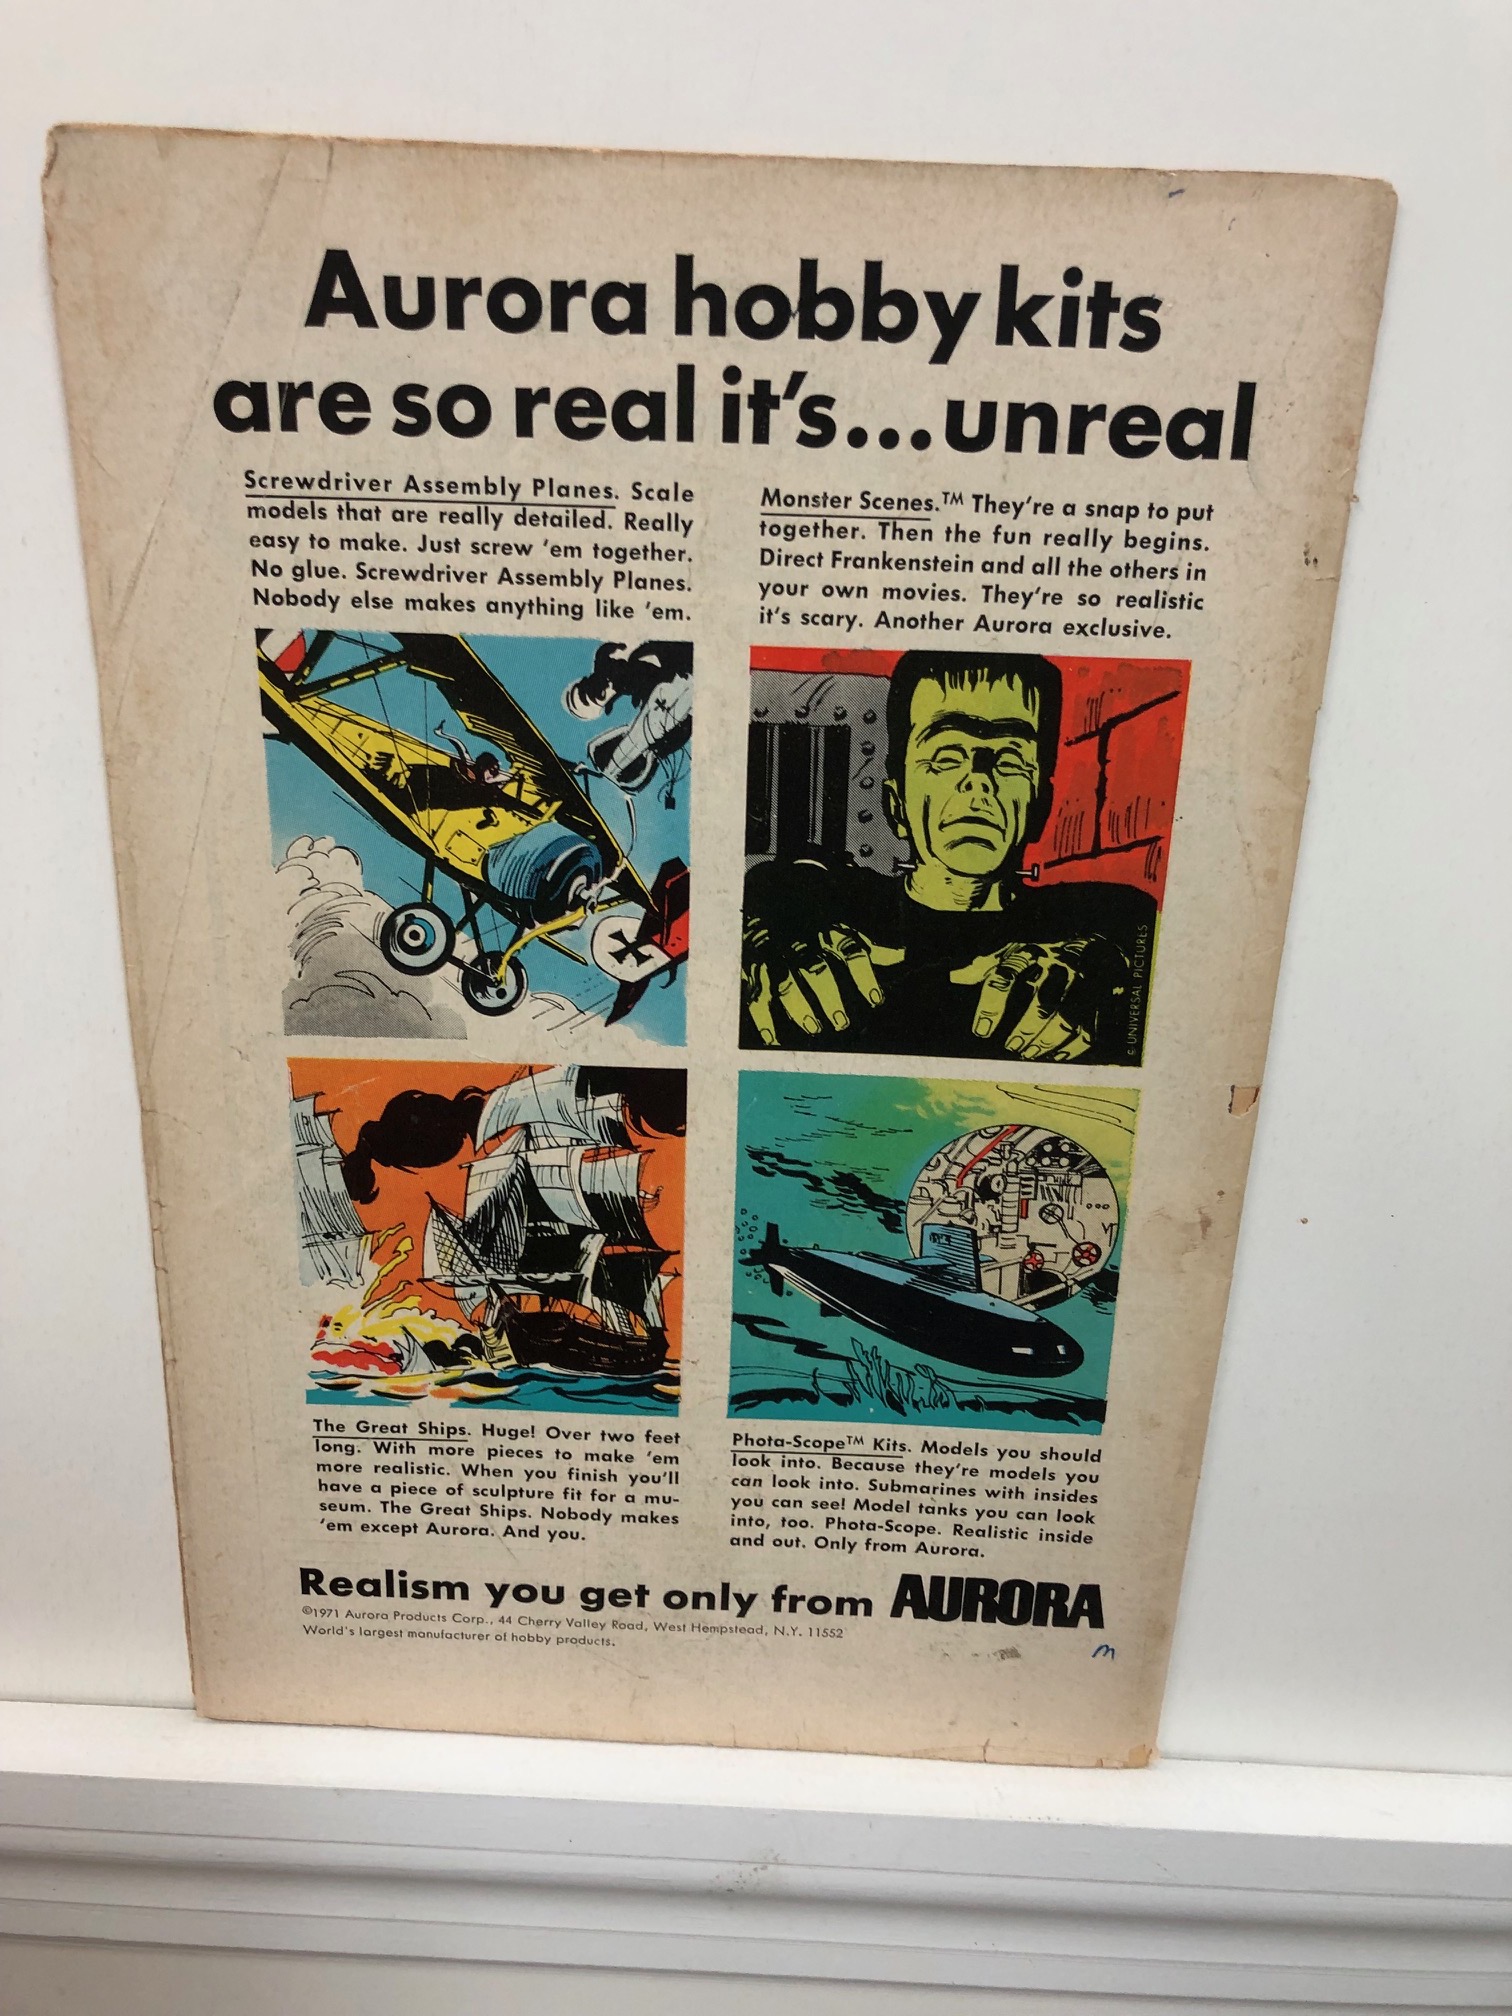 Aurora hobby kits
are so real it's...unreal
Screwdriver Assembly Planes. Scale
models that are really detailed. Really
easy to make. Just screw 'em together.
No glue. Screwdriver Assembly Planes.
Nobody else makes anything like 'em.
Monster Scenes.™ They're a snap to put
together. Then the fun really begins.
Direct Frankenstein and all the others in
your own movies. They're so realistic
it's scary. Another Aurora exclusive.
© UNIVERSAL PICTURES
The Great Ships. Huge! Over two feet
long. With more pieces to make 'em
more realistic. When you finish you'll
have a piece of sculpture fit for a mu-
seum. The Great Ships. Nobody makes
'em except Aurora. And you.
Phota-Scope™ Kits. Models you should
look into. Because they're models you
can look into. Submarines with insides
you can see! Model tanks you can look
into, too. Phota-Scope. Realistic inside
and out. Only from Aurora.
Realism you get only from AURORA
©1971 Aurora Products Corp., 44 Cherry Valley Road, West Hempstead, N.Y. 11552
World's largest manufacturer of hobby products.
m